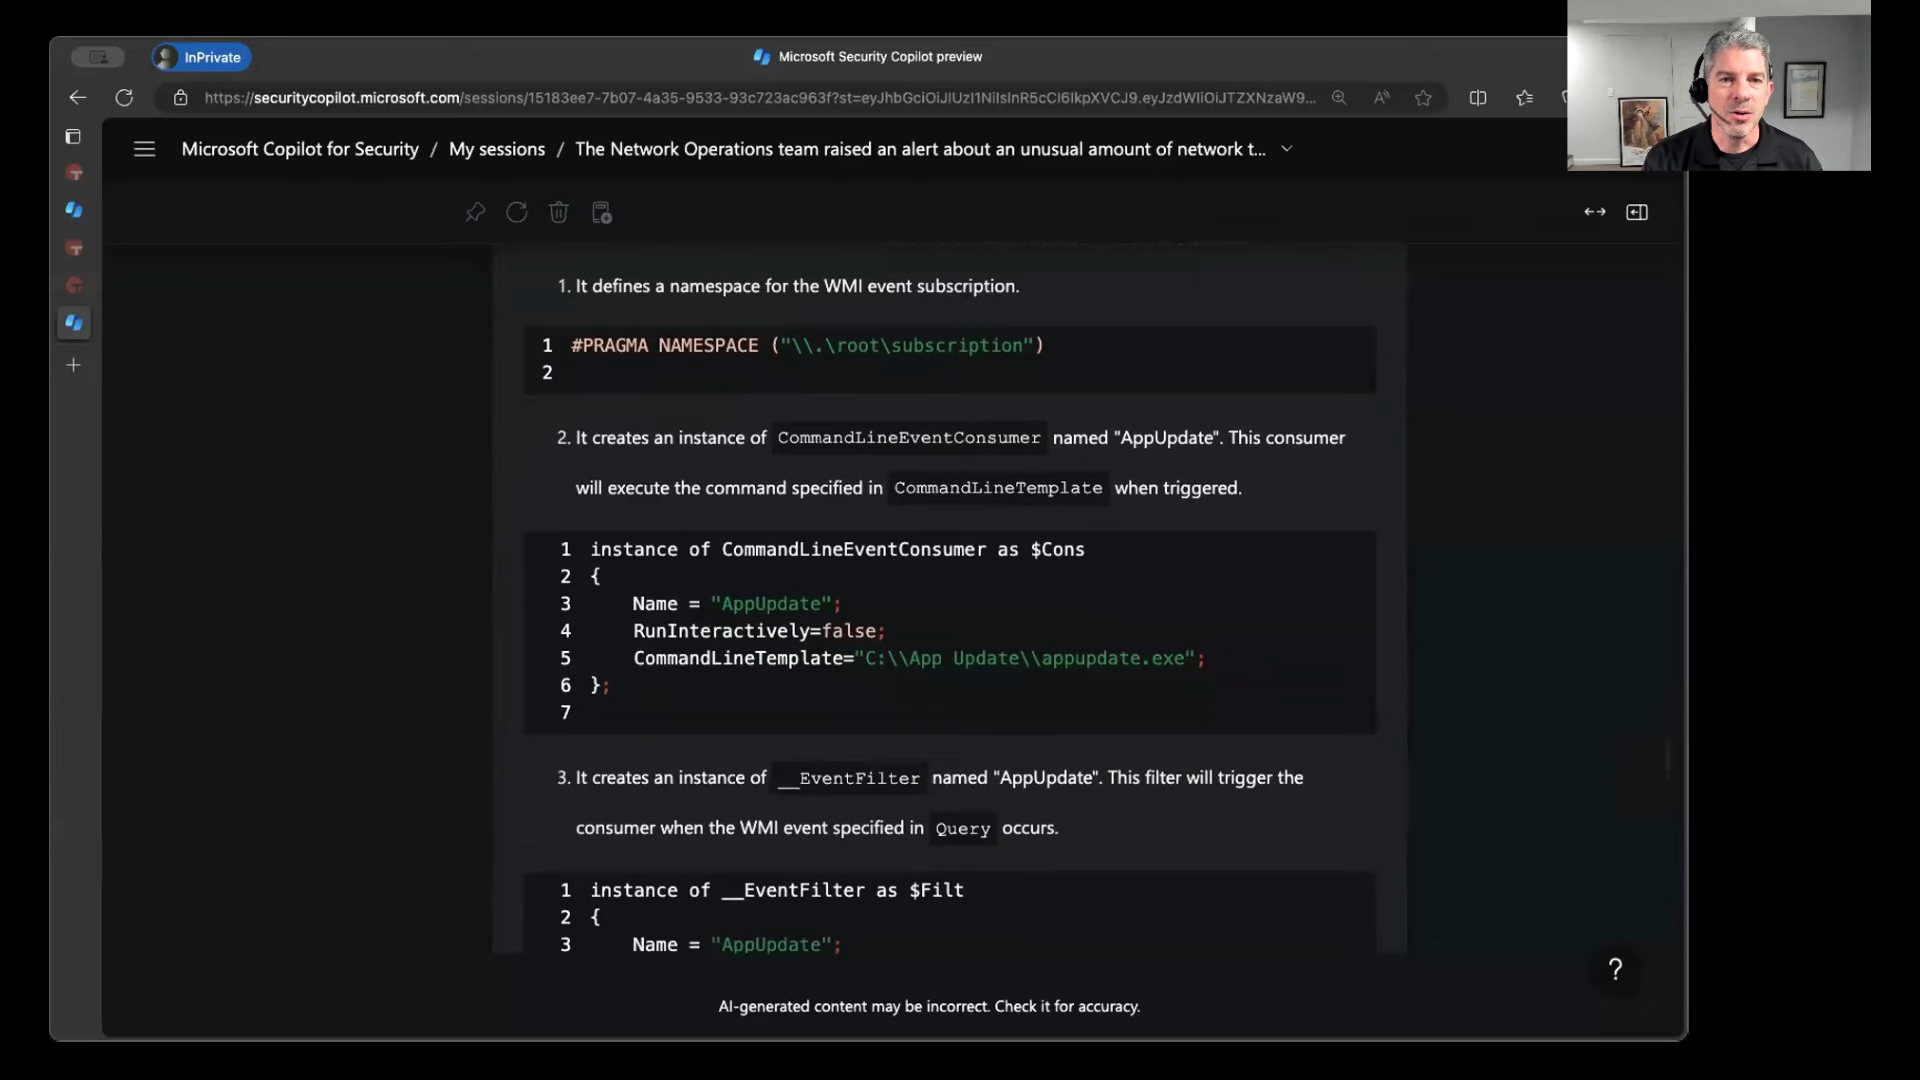 InPrivate
Microsoft Security Copilot preview
https://securitycopilot.microsoft.com/sessions/15183ee7-7b07-4a35-9533-93c723ac963f?st=eyJhbGciOiJIUzI1NiIsInR5cCI6IkpXVCJ9.eyJzdWIiOiJTZXNzaW9...
Microsoft Copilot for Security / My sessions / The Network Operations team raised an alert about an unusual amount of network t...
1. It defines a namespace for the WMI event subscription.
1 #PRAGMA NAMESPACE ("\\.\root\subscription")
2
2. It creates an instance of CommandLineEventConsumer named "AppUpdate". This consumer
will execute the command specified in CommandLineTemplate when triggered.
1 instance of CommandLineEventConsumer as $Cons
2 {
3 Name = "AppUpdate";
4 RunInteractively=false;
5 CommandLineTemplate="C:\\App Update\\appupdate.exe";
6 };
7
3. It creates an instance of __EventFilter named "AppUpdate". This filter will trigger the
consumer when the WMI event specified in Query occurs.
1 instance of __EventFilter as $Filt
2 {
3 Name = "AppUpdate";
?
AI-generated content may be incorrect. Check it for accuracy.